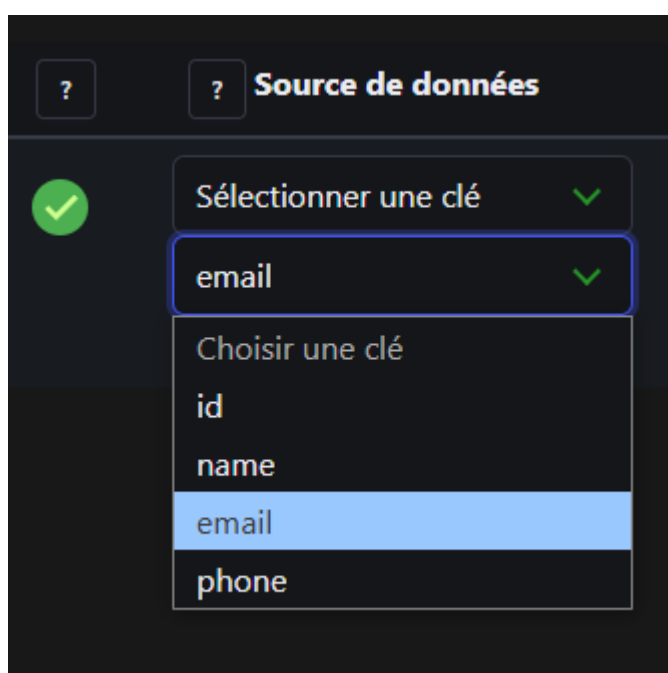 ? ? Source de données
Sélectionner une clé
email
Choisir une clé
id
name
email
phone